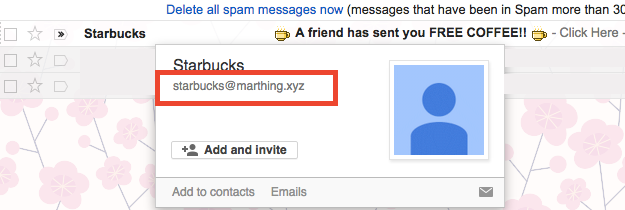 Delete all spam messages now (messages that have been in Spam more than 30
Starbucks A friend has sent you FREE COFFEE!! - Click Here -
Starbucks
starbucks@marthing.xyz
Add and invite
Add to contacts Emails